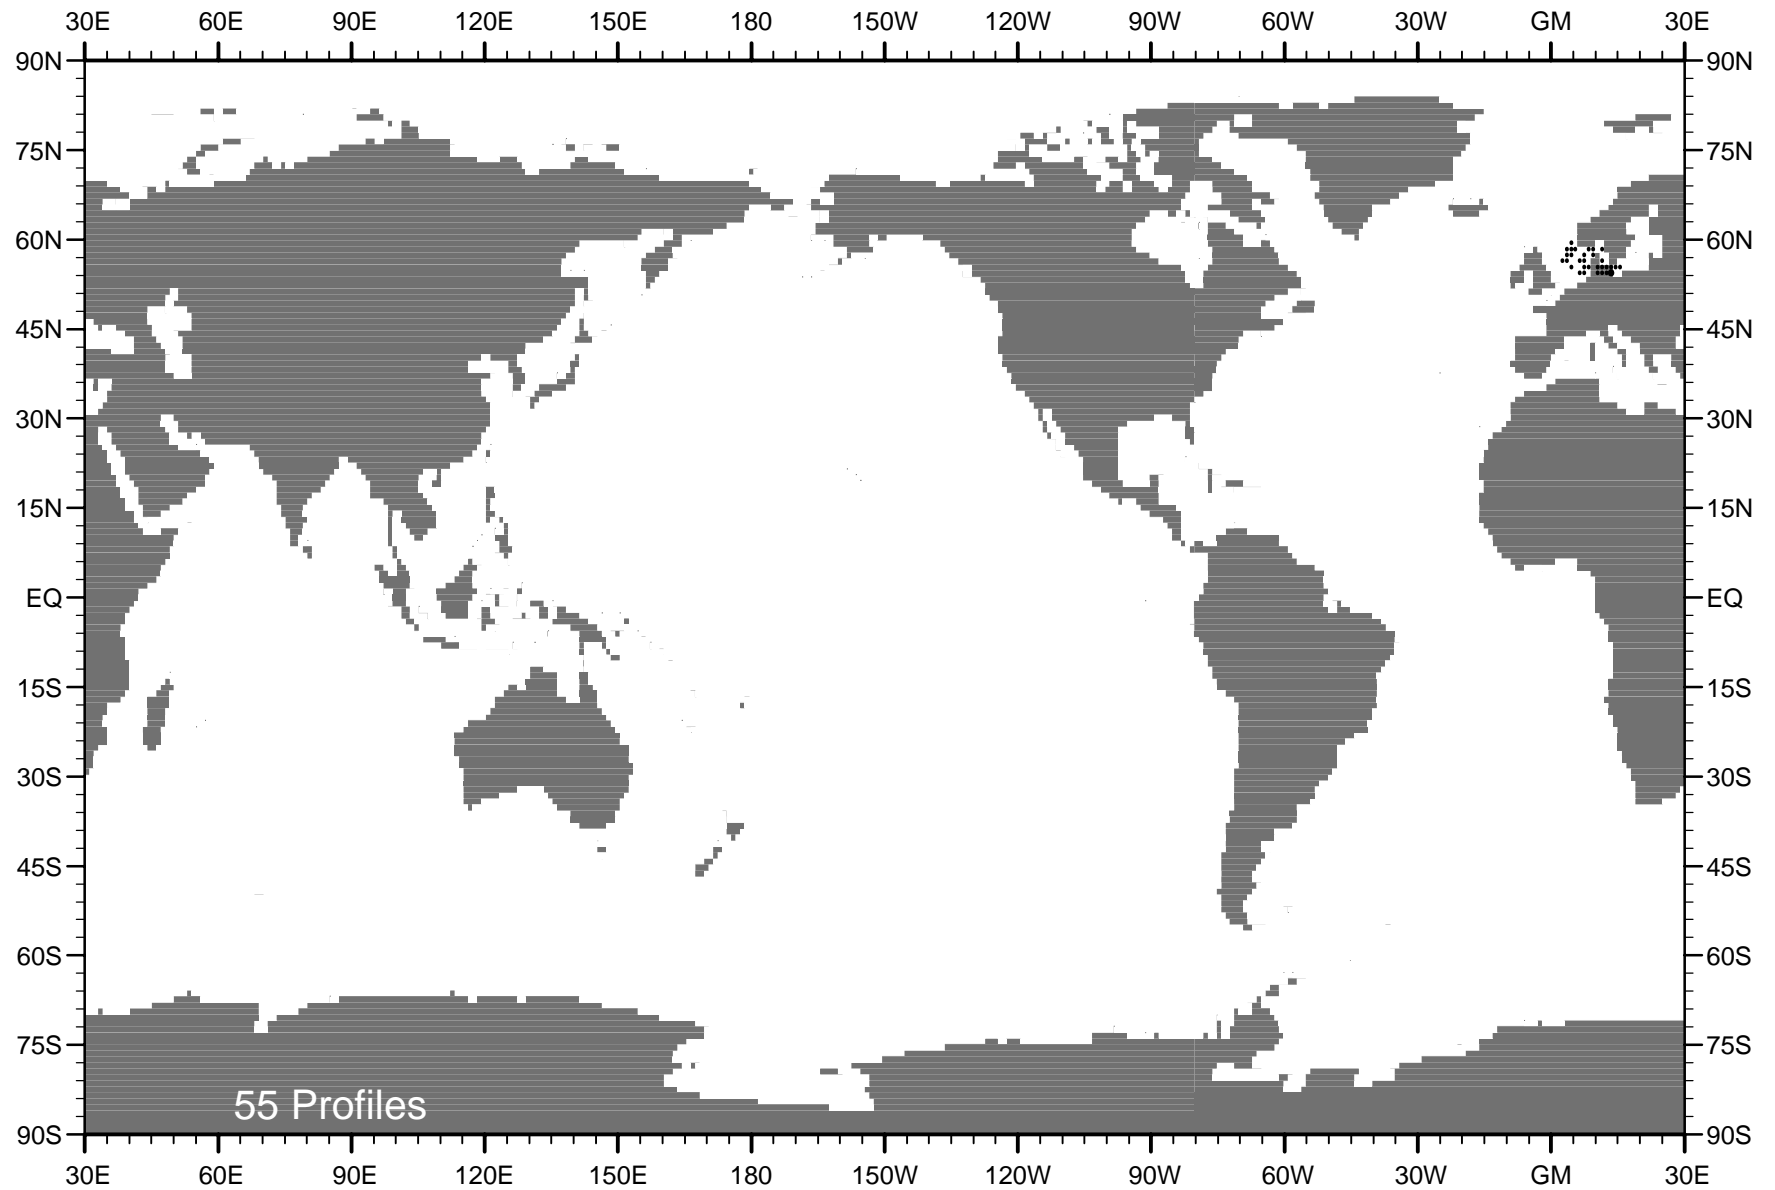 30E 60E 90E 120E 150E 180 150W 120W 90W 60W 30W GM 30E
90N 90N
75N 75N
60N 60N
45N 45N
30N 30N
15N 15N
EQ EQ
15S 15S
30S 30S
45S 45S
60S 60S
75S 75S
55 Profiles
90S 90S
30E 60E 90E 120E 150E 180 150W 120W 90W 60W 30W GM 30E